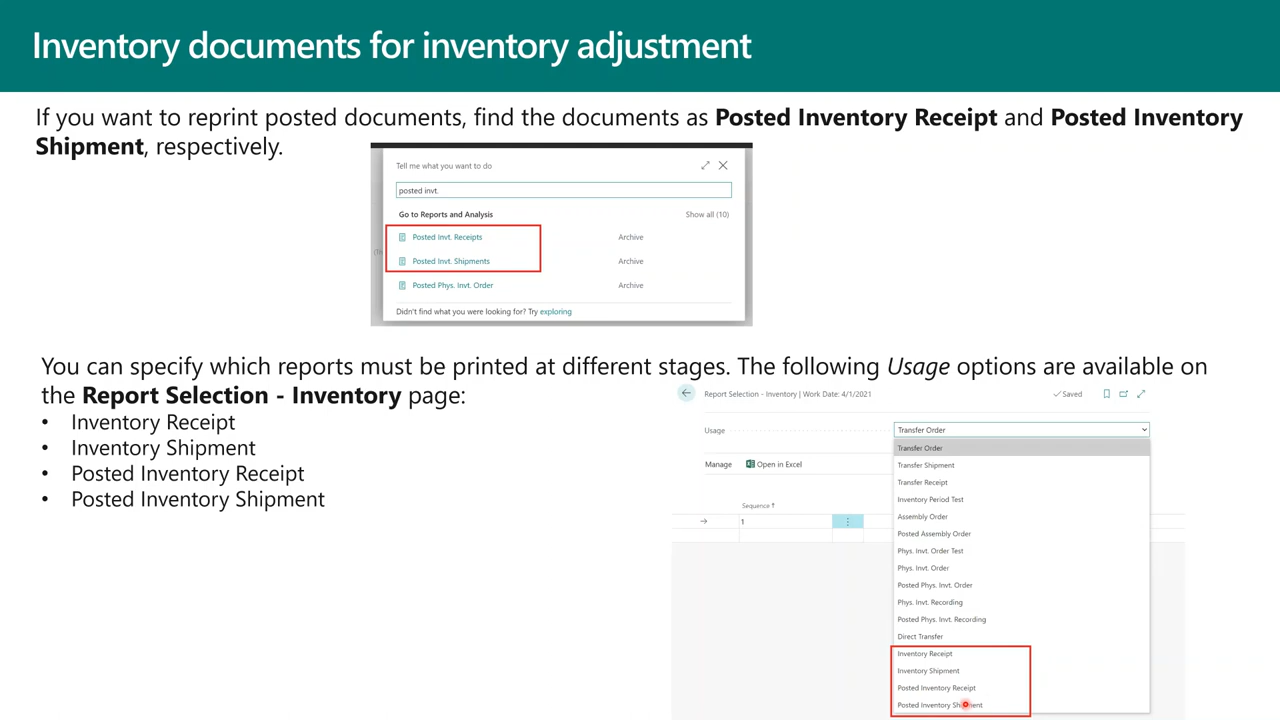 Inventory documents for inventory adjustment
If you want to reprint posted documents, find the documents as Posted Inventory Receipt and Posted Inventory
Shipment, respectively.
Tell me what you want to do
posted invt.
Go to Reports and Analysis Show all (10)
Posted Invt. Receipts Archive
Posted Invt. Shipments Archive
Posted Phys. Invt. Order Archive
Didn't find what you were looking for? Try exploring
You can specify which reports must be printed at different stages. The following Usage options are available on
the Report Selection - Inventory page:
• Inventory Receipt
• Inventory Shipment
• Posted Inventory Receipt
• Posted Inventory Shipment
Report Selection - Inventory | Work Date: 4/1/2021 Saved
Usage Transfer Order
Manage Open in Excel
Sequence ↑
1
Transfer Order
Transfer Shipment
Transfer Receipt
Inventory Period Test
Assembly Order
Posted Assembly Order
Phys. Invt. Order Test
Phys. Invt. Order
Posted Phys. Invt. Order
Phys. Invt. Recording
Posted Phys. Invt. Recording
Direct Transfer
Inventory Receipt
Inventory Shipment
Posted Inventory Receipt
Posted Inventory Shipment